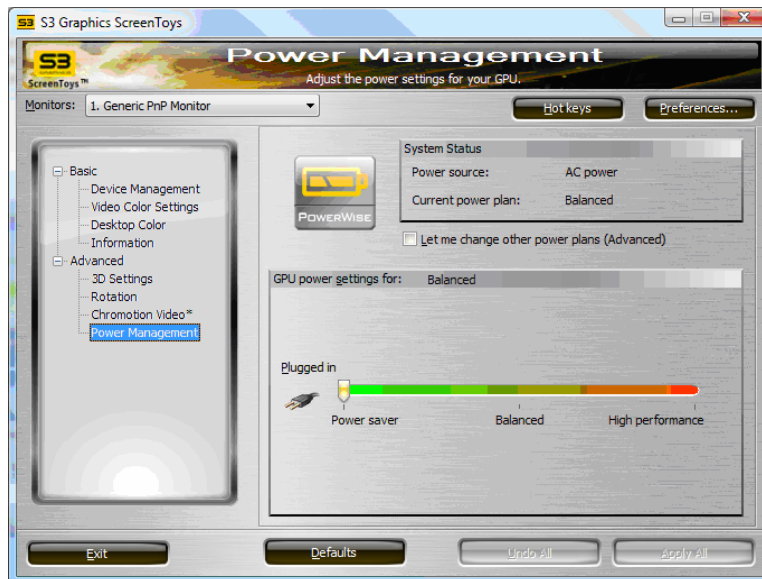 S3 Graphics ScreenToys
S3
ScreenToys™
Power Management
Adjust the power settings for your GPU.
Monitors: 1. Generic PnP Monitor
Hot keys
Preferences...
Basic
Device Management
Video Color Settings
Desktop Color
Information
Advanced
3D Settings
Rotation
Chromotion Video*
Power Management
POWERWISE
System Status
Power source: AC power
Current power plan: Balanced
Let me change other power plans (Advanced)
GPU power settings for: Balanced
Plugged in
Power saver Balanced High performance
Exit
Defaults
Undo All
Apply All